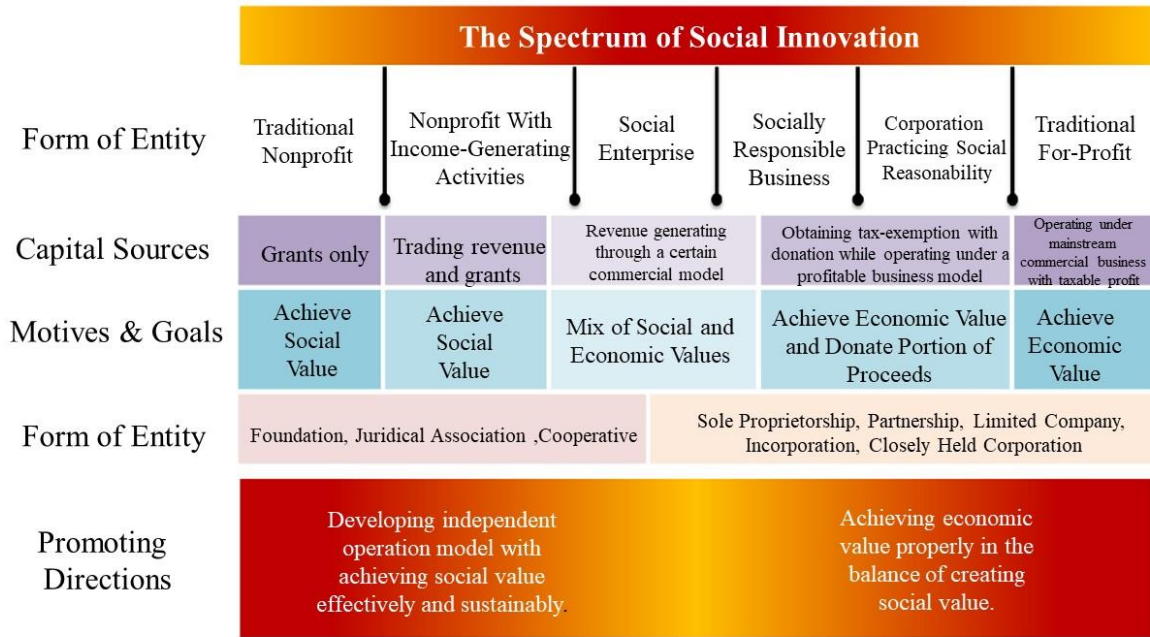 The Spectrum of Social Innovation
Form of Entity
Traditional
Nonprofit
Nonprofit With
Income-Generating
Activities
Social
Enterprise
Socially
Responsible
Business
Corporation
Practicing Social
Reasonability
Traditional
For-Profit
Capital Sources
Grants only
Trading revenue
and grants
Revenue generating
through a certain
commercial model
Obtaining tax-exemption with
donation while operating under a
profitable business model
Operating under
mainstream
commercial business
with taxable profit
Motives & Goals
Achieve
Social
Value
Achieve
Social
Value
Mix of Social and
Economic Values
Achieve Economic Value
and Donate Portion of
Proceeds
Achieve
Economic
Value
Form of Entity
Foundation, Juridical Association ,Cooperative
Sole Proprietorship, Partnership, Limited Company,
Incorporation, Closely Held Corporation
Promoting
Directions
Developing independent
operation model with
achieving social value
effectively and sustainably.
Achieving economic
value properly in the
balance of creating
social value.